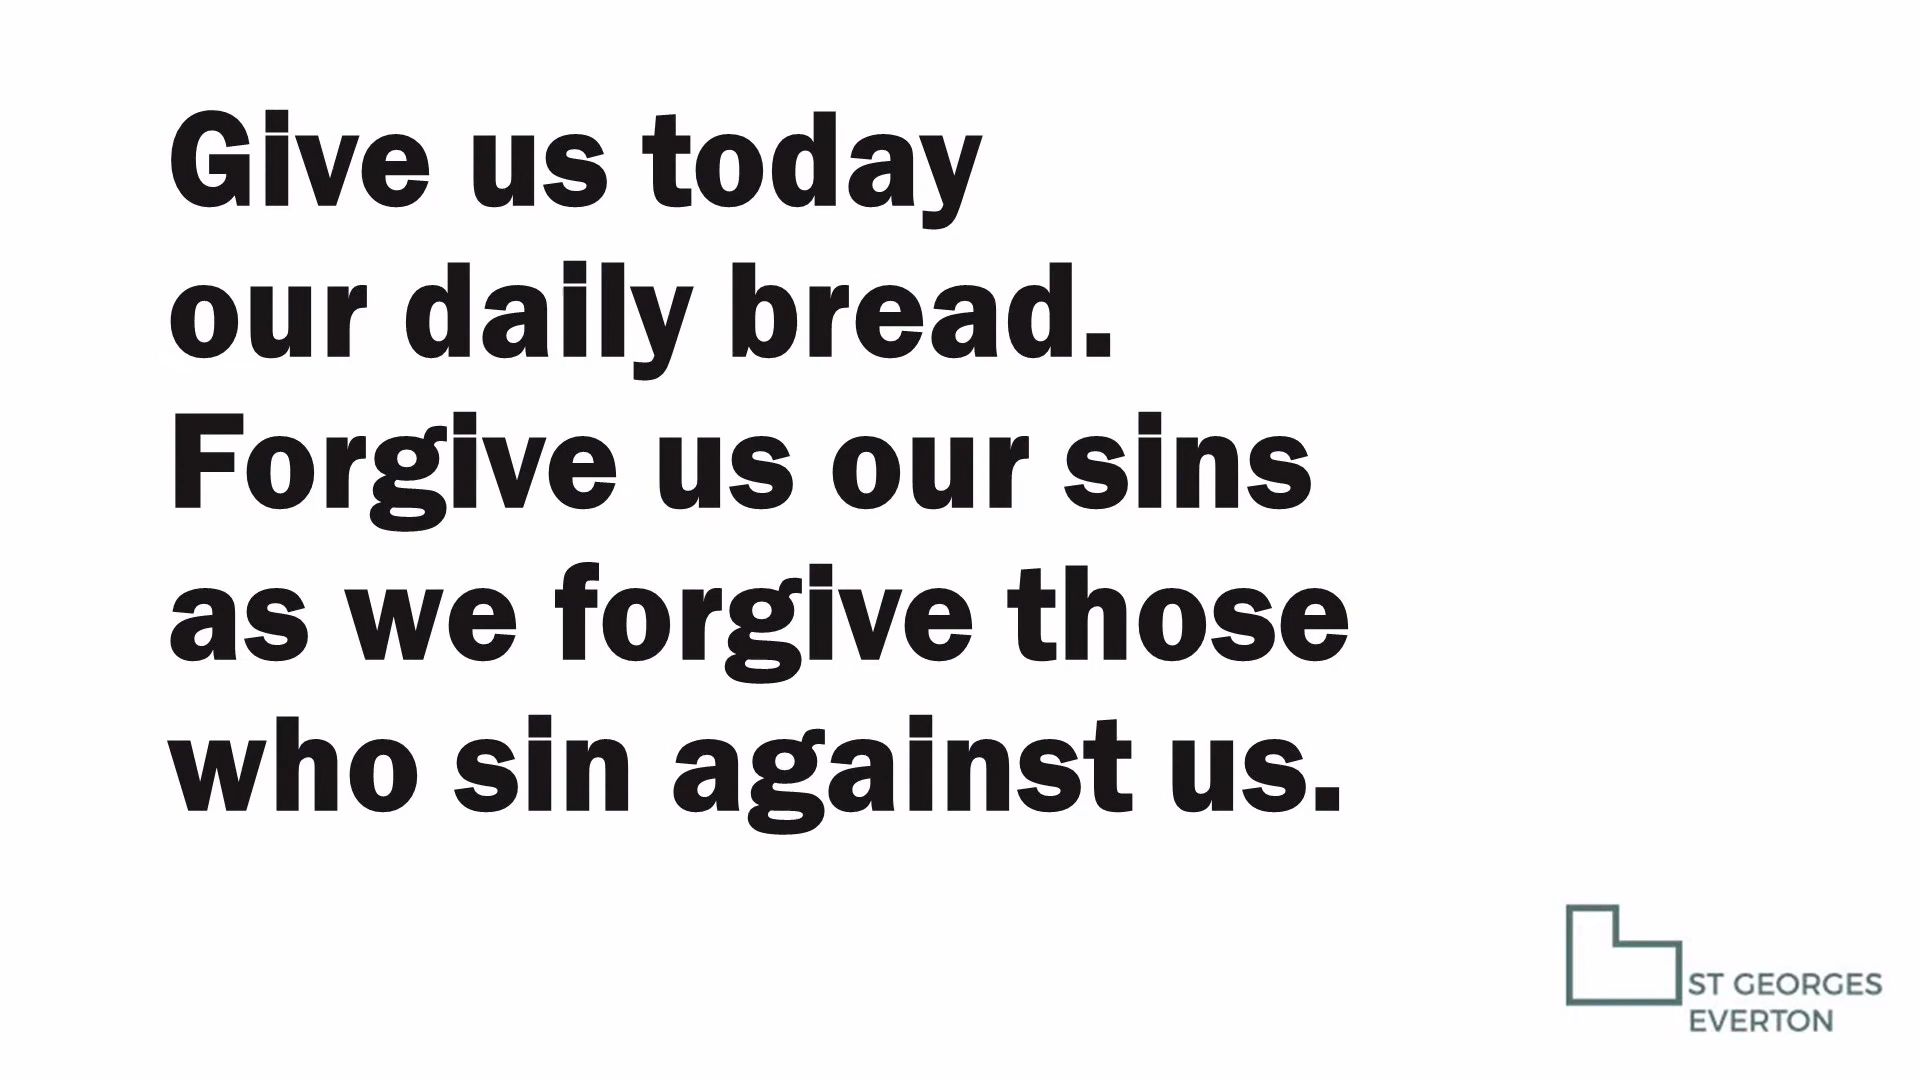 Give us today
our daily bread.
Forgive us our sins
as we forgive those
who sin against us.
ST GEORGES
EVERTON